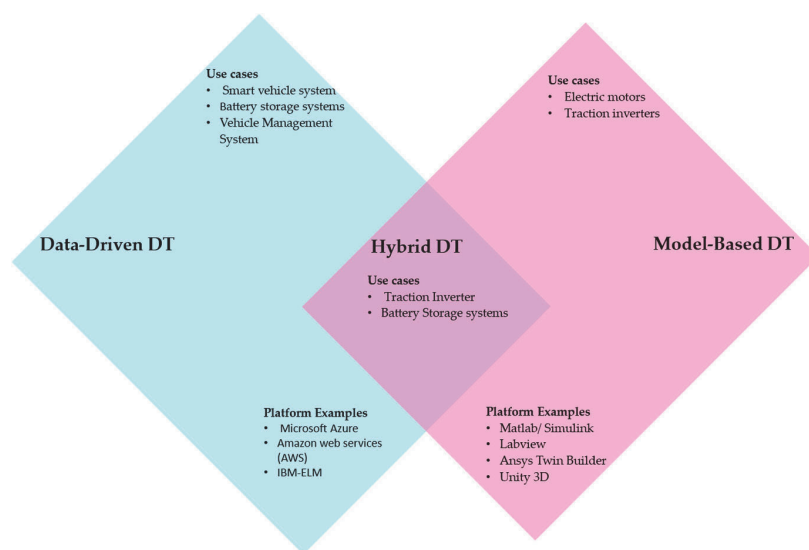 Use cases
• Smart vehicle system
• Battery storage systems
• Vehicle Management
System
Use cases
• Electric motors
• Traction inverters
Data-Driven DT
Hybrid DT
Model-Based DT
Use cases
• Traction Inverter
• Battery Storage systems
Platform Examples
• Microsoft Azure
• Amazon web services
(AWS)
• IBM-ELM
Platform Examples
• Matlab/ Simulink
• Labview
• Ansys Twin Builder
• Unity 3D